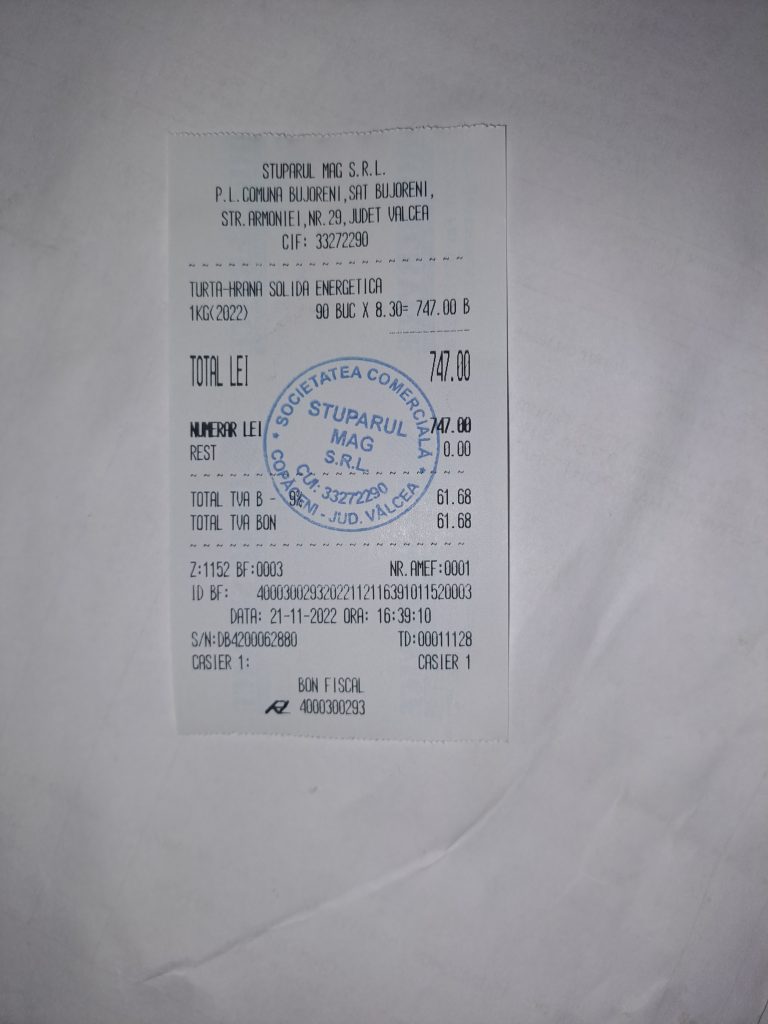 STUPARUL MAG S.R.L.
P.L.COMUNA BUJORENI,SAT BUJORENI,
STR.ARMONIEI,NR.29,JUDET VALCEA
CIF: 33272290
TURTA-HRANA SOLIDA ENERGETICA
1KG(2022) 90 BUC X 8.30= 747.00 B
TOTAL LEI 747.00
NUMERAR LEI 747.00
REST 0.00
TOTAL TVA B - 9% 61.68
TOTAL TVA BON 61.68
Z:1152 BF:0003 NR.AMEF:0001
ID BF: 40003002932022112116391011520003
DATA: 21-11-2022 ORA: 16:39:10
S/N:DB4200062880 TD:00011128
CASIER 1: CASIER 1
BON FISCAL
4000300293
* SOCIETATEA COMERCIALĂ *
STUPARUL
MAG
S.R.L.
CUI: 33272290
COPĂCENI - JUD. VÂLCEA